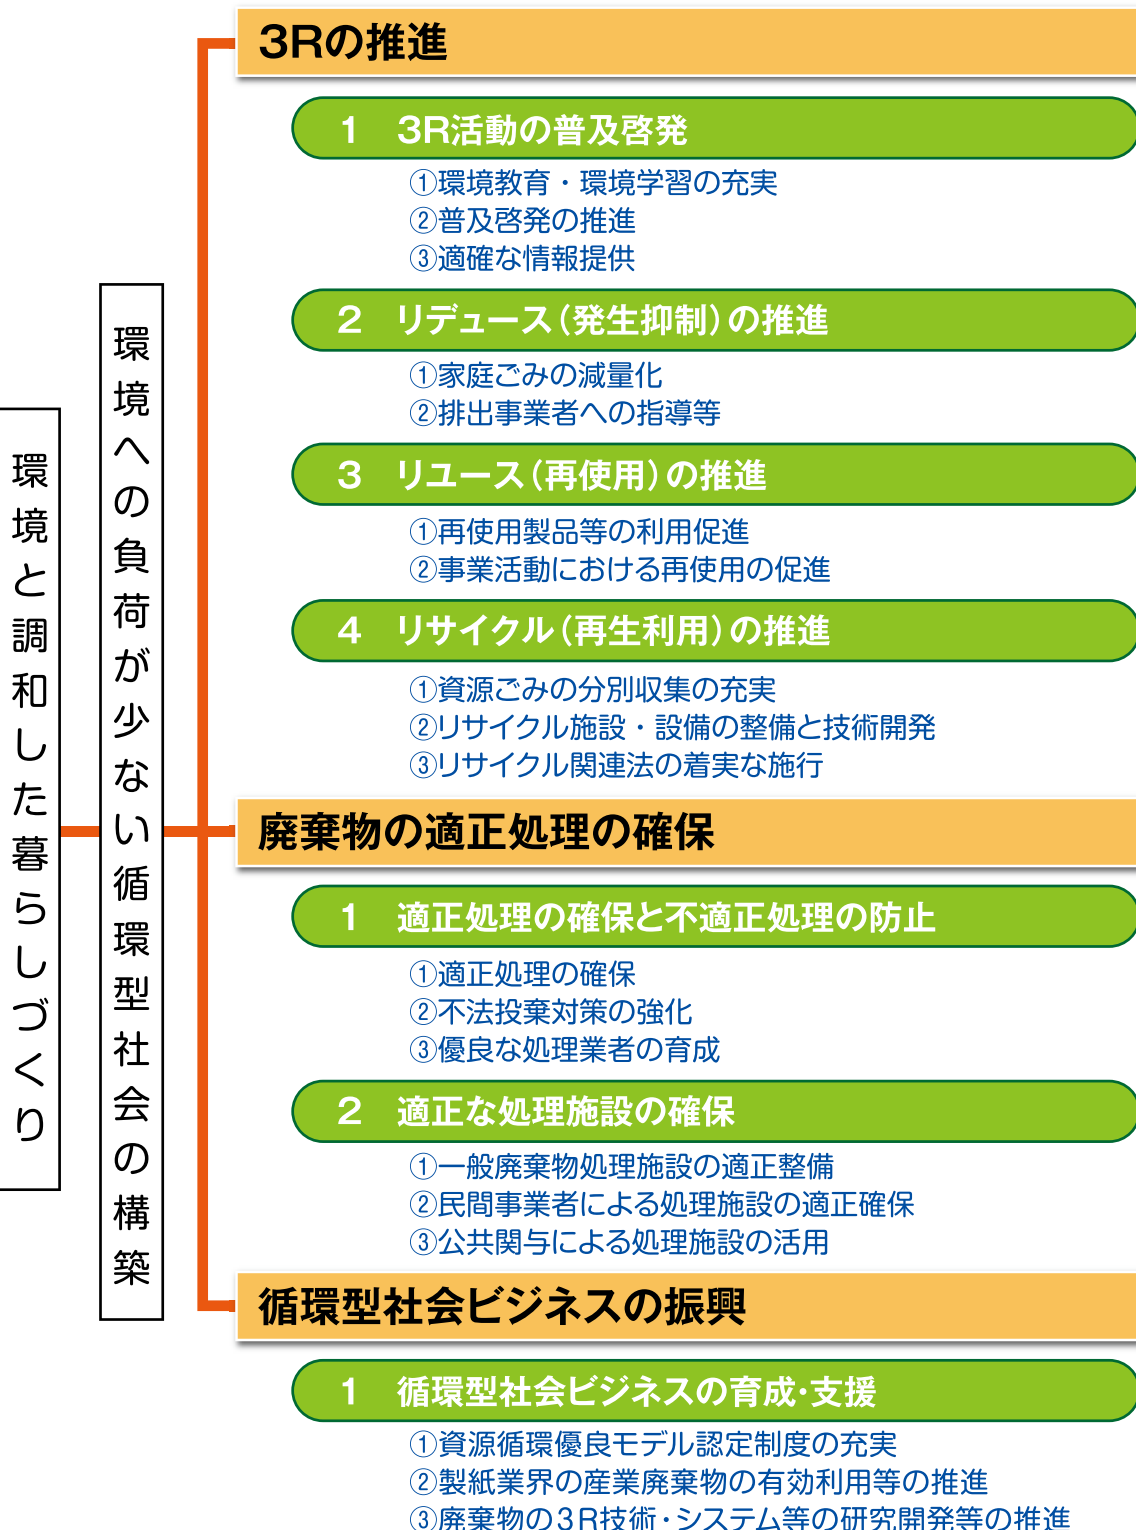 環境と調和した暮らしづくり
環境への負荷が少ない循環型社会の構築
3Rの推進
1 3R活動の普及啓発
①環境教育・環境学習の充実
②普及啓発の推進
③適確な情報提供
2 リデュース(発生抑制)の推進
①家庭ごみの減量化
②排出事業者への指導等
3 リユース(再使用)の推進
①再使用製品等の利用促進
②事業活動における再使用の促進
4 リサイクル(再生利用)の推進
①資源ごみの分別収集の充実
②リサイクル施設・設備の整備と技術開発
③リサイクル関連法の着実な施行
廃棄物の適正処理の確保
1 適正処理の確保と不適正処理の防止
①適正処理の確保
②不法投棄対策の強化
③優良な処理業者の育成
2 適正な処理施設の確保
①一般廃棄物処理施設の適正整備
②民間事業者による処理施設の適正確保
③公共関与による処理施設の活用
循環型社会ビジネスの振興
1 循環型社会ビジネスの育成・支援
①資源循環優良モデル認定制度の充実
②製紙業界の産業廃棄物の有効利用等の推進
③廃棄物の3R技術・システム等の研究開発等の推進